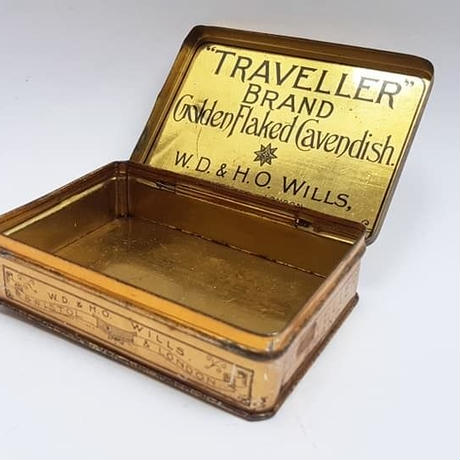 "TRAVELLER"
BRAND
Golden Flaked Cavendish.
W. D. & H. O. WILLS,
W.D & H.O. WILLS.
BRISTOL & LONDON